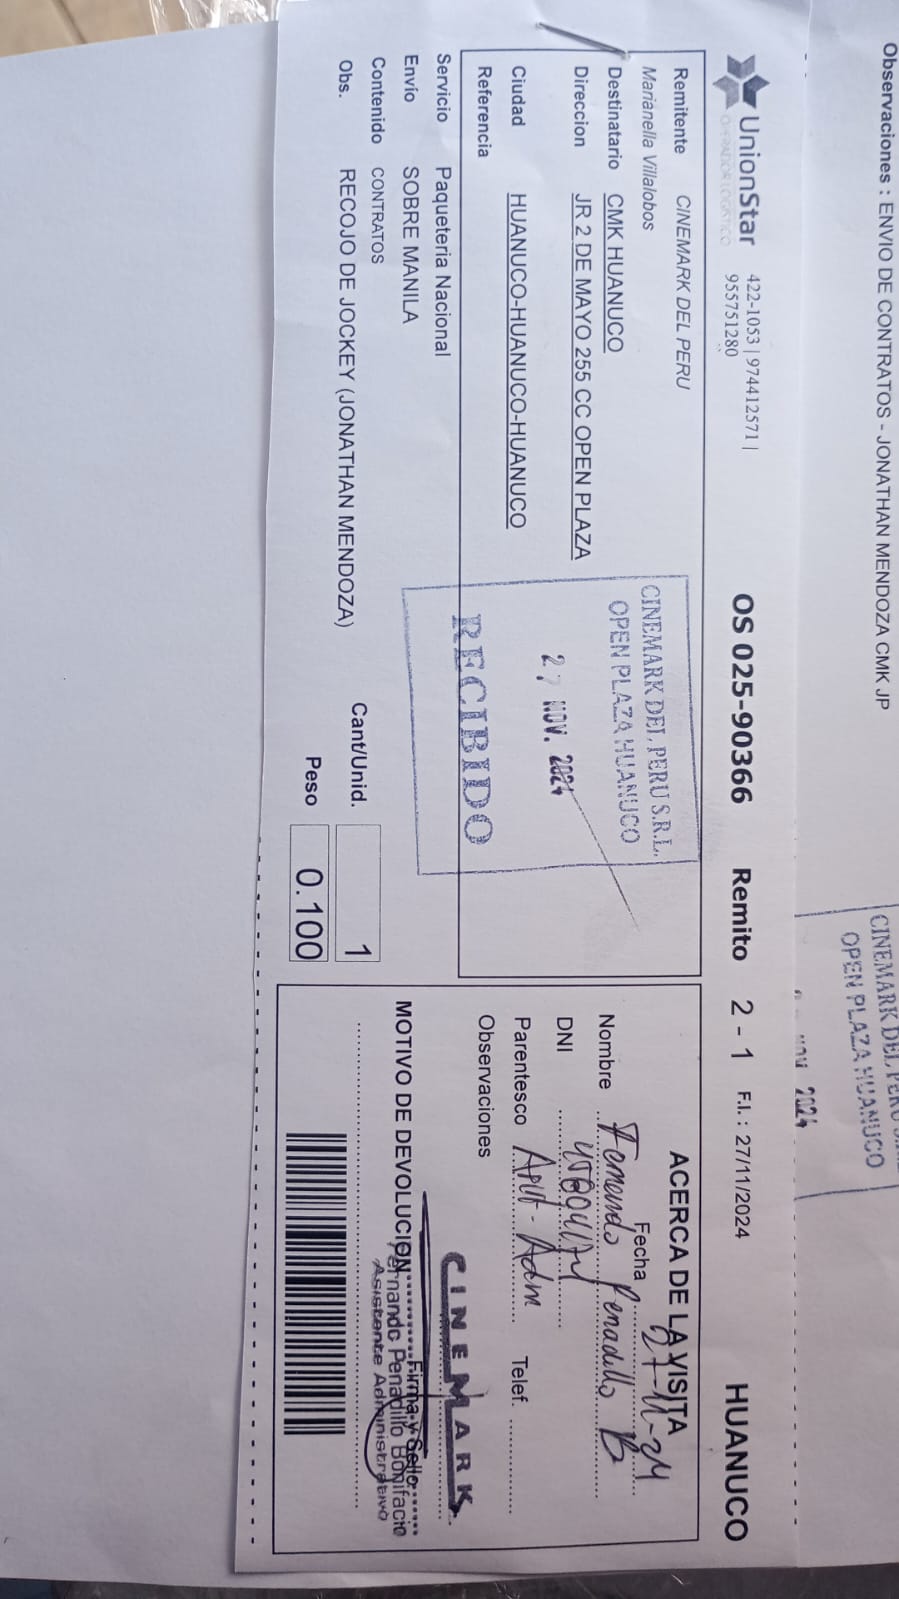 Observaciones : ENVIO DE CONTRATOS - JONATHAN MENDOZA CMK JP
CINEMARK DEL PERU
OPEN PLAZA HUANUCO
NOV 2024
UnionStar
OPERADOR LOGISTICO
422-1053 | 974412571 |
955751280
OS 025-90366
Remito 2 - 1
F.I. : 27/11/2024
HUANUCO
Remitente CINEMARK DEL PERU
Marianella Villalobos
Destinatario CMK HUANUCO
Direccion JR 2 DE MAYO 255 CC OPEN PLAZA
Ciudad HUANUCO-HUANUCO-HUANUCO
Referencia
CINEMARK DEL PERU S.R.L.
OPEN PLAZA HUANUCO
27 NOV. 2024
RECIBIDO
Servicio Paqueteria Nacional
Envío SOBRE MANILA
Contenido CONTRATOS
Obs. RECOJO DE JOCKEY (JONATHAN MENDOZA)
Cant/Unid. 1
Peso 0.100
ACERCA DE LA VISITA
Fecha 27-11-24
Nombre Fernando Penadillo B
DNI
Parentesco Asist. Adm
Telef.
Observaciones
CINEMARK
Firma y Sello
MOTIVO DE DEVOLUCION
Fernando Penadillo Bonifacio
Asistente Administrativo